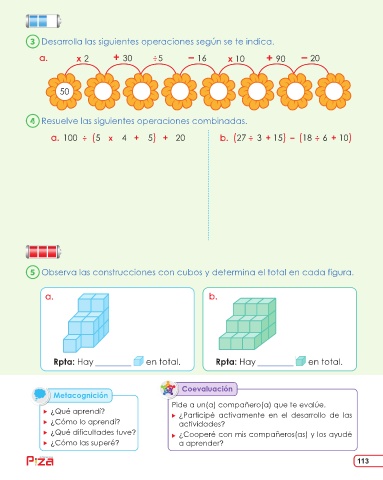 3 Desarrolla las siguientes operaciones según se te indica.
a. x 2 + 30 ÷5 − 16 x 10 + 90 − 20
50
4 Resuelve las siguientes operaciones combinadas.
a. 100 ÷ (5 x 4 + 5) + 20
b. (27 ÷ 3 + 15) − (18 ÷ 6 + 10)
5 Observa las construcciones con cubos y determina el total en cada figura.
a.
Rpta: Hay ________ en total.
b.
Rpta: Hay ________ en total.
Metacognición
¿Qué aprendí?
¿Cómo lo aprendí?
¿Qué dificultades tuve?
¿Cómo las superé?
Coevaluación
Pide a un(a) compañero(a) que te evalúe.
¿Participé activamente en el desarrollo de las
actividades?
¿Cooperé con mis compañeros(as) y los ayudé
a aprender?
113